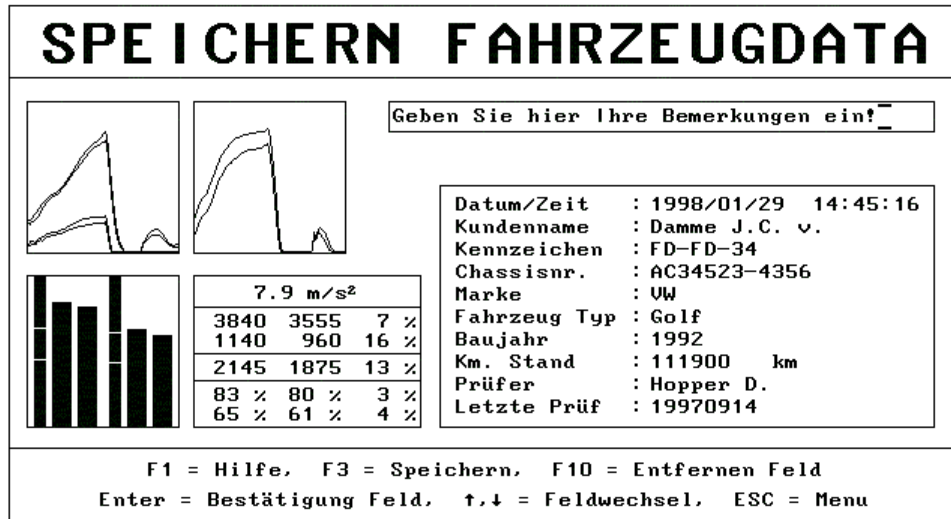 SPEICHERN FAHRZEUGDATA
Geben Sie hier Ihre Bemerkungen ein!_
Datum/Zeit : 1998/01/29 14:45:16
Kundenname : Damme J.C. v.
Kennzeichen : FD-FD-34
Chassisnr. : AC34523-4356
Marke : VW
Fahrzeug Typ : Golf
Baujahr : 1992
Km. Stand : 111900 km
Prüfer : Hopper D.
Letzte Prüf : 19970914
7.9 m/s²
3840 3555 7 %
1140 960 16 %
2145 1875 13 %
83 % 80 % 3 %
65 % 61 % 4 %
F1 = Hilfe, F3 = Speichern, F10 = Entfernen Feld
Enter = Bestätigung Feld, ↑,↓ = Feldwechsel, ESC = Menu